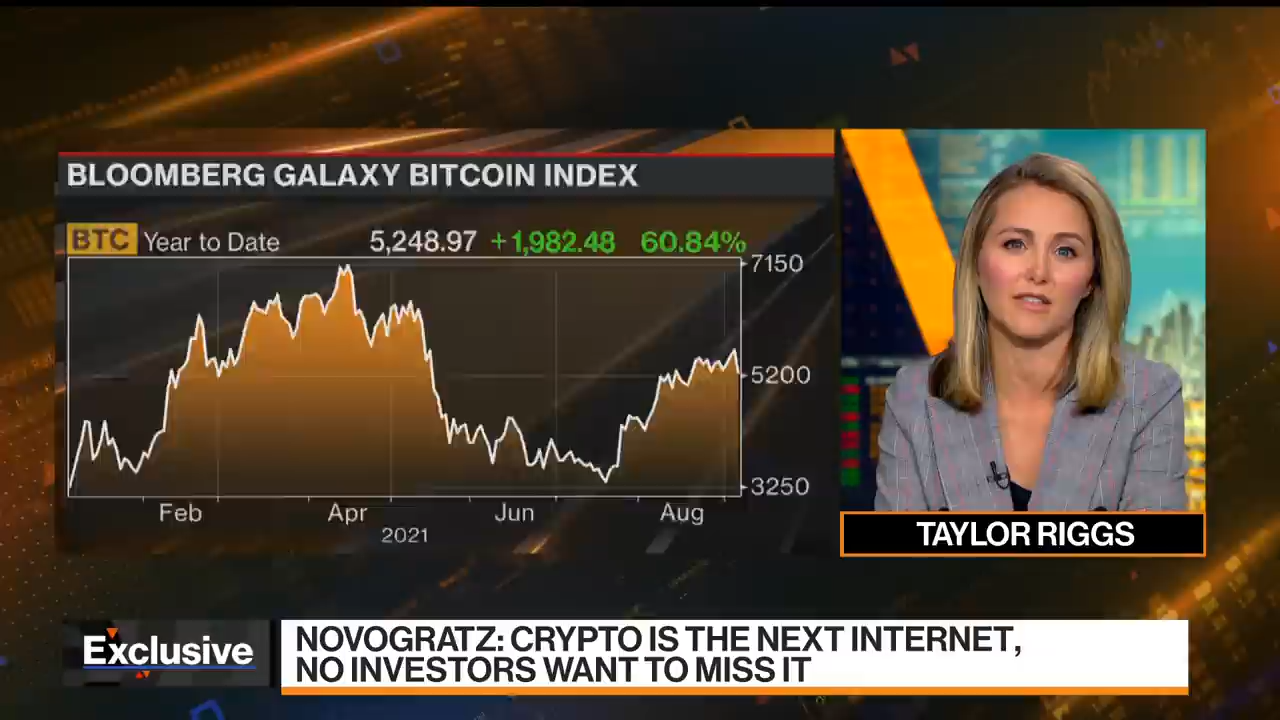 BLOOMBERG GALAXY BITCOIN INDEX
BTC Year to Date 5,248.97 +1,982.48 60.84%
7150
5200
3250
Feb Apr Jun Aug
2021
TAYLOR RIGGS
Exclusive
NOVOGRATZ: CRYPTO IS THE NEXT INTERNET,
NO INVESTORS WANT TO MISS IT